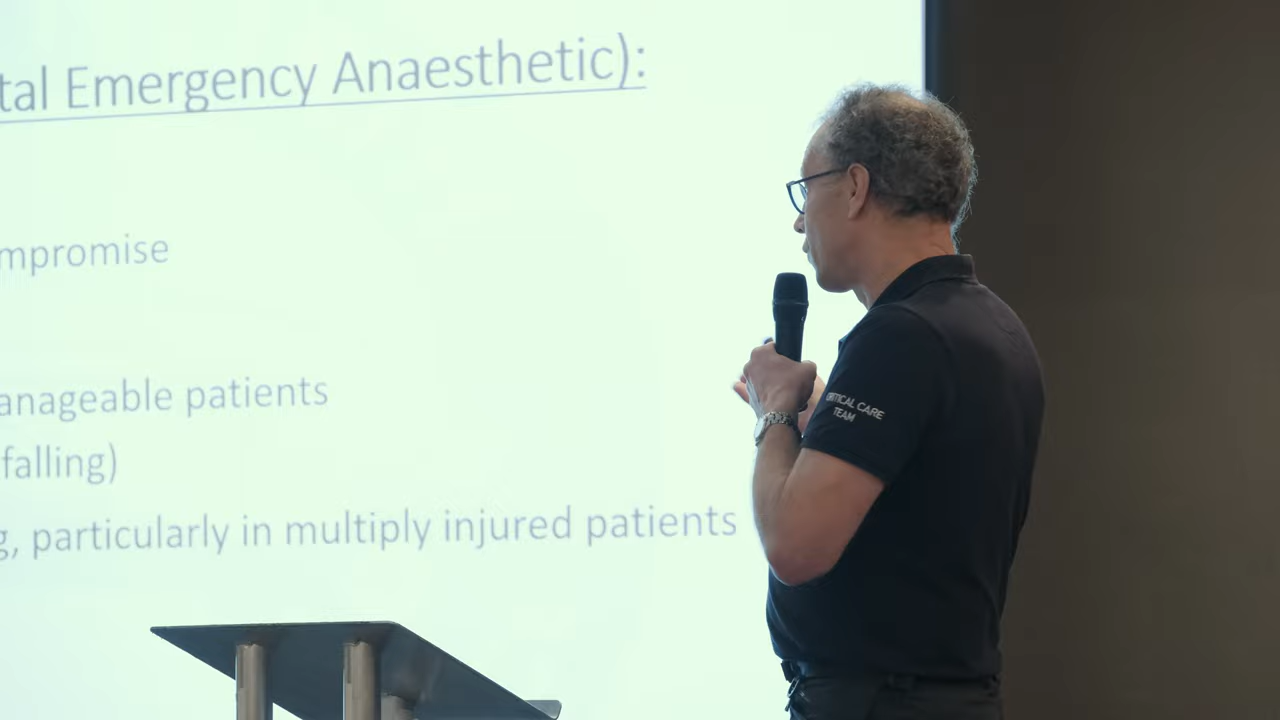 tal Emergency Anaesthetic):
mpromise
anageable patients
falling)
g, particularly in multiply injured patients
CRITICAL CARE
TEAM